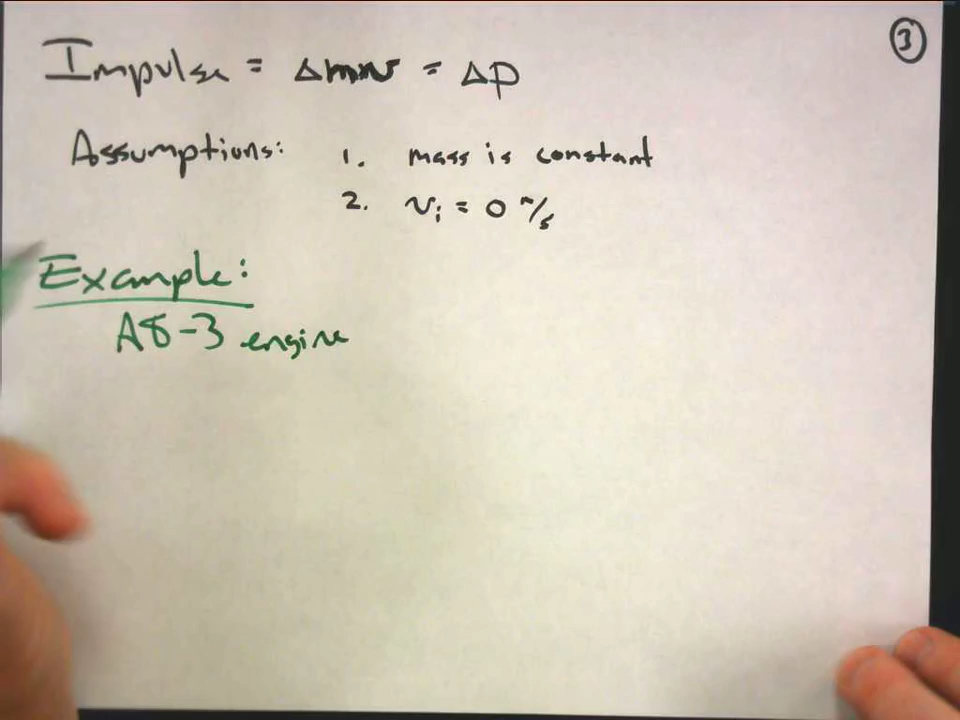 ③
Impulse = Δmv = Δp
Assumptions: 1. mass is constant
2. vi = 0 m/s
Example:
A8-3 engine